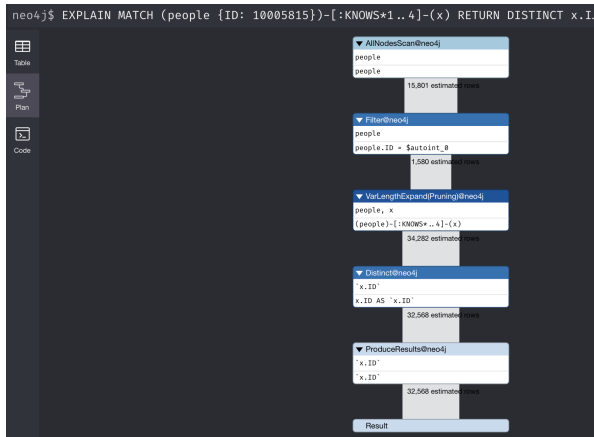 neo4j$ EXPLAIN MATCH (people {ID: 10005815})-[:KNOWS*1..4]-(x) RETURN DISTINCT x.I
Table
Plan
Code
AllNodesScan@neo4j
people
people
15,801 estimated rows
Filter@neo4j
people
people.ID = $autoint_0
1,580 estimated rows
VarLengthExpand(Pruning)@neo4j
people, x
(people)-[:KNOWS*..4]-(x)
34,282 estimated rows
Distinct@neo4j
`x.ID`
x.ID AS `x.ID`
32,568 estimated rows
ProduceResults@neo4j
`x.ID`
`x.ID`
32,568 estimated rows
Result